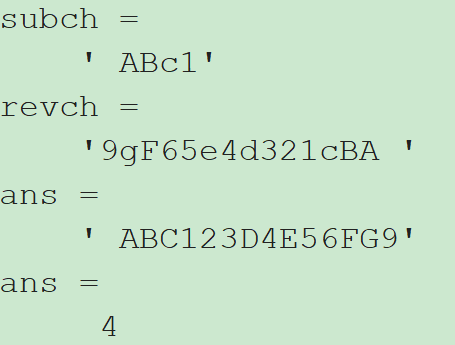 subch =
    ' ABc1'
revch =
    '9gF65e4d321cBA '
ans =
    ' ABC123D4E56FG9'
ans =
     4